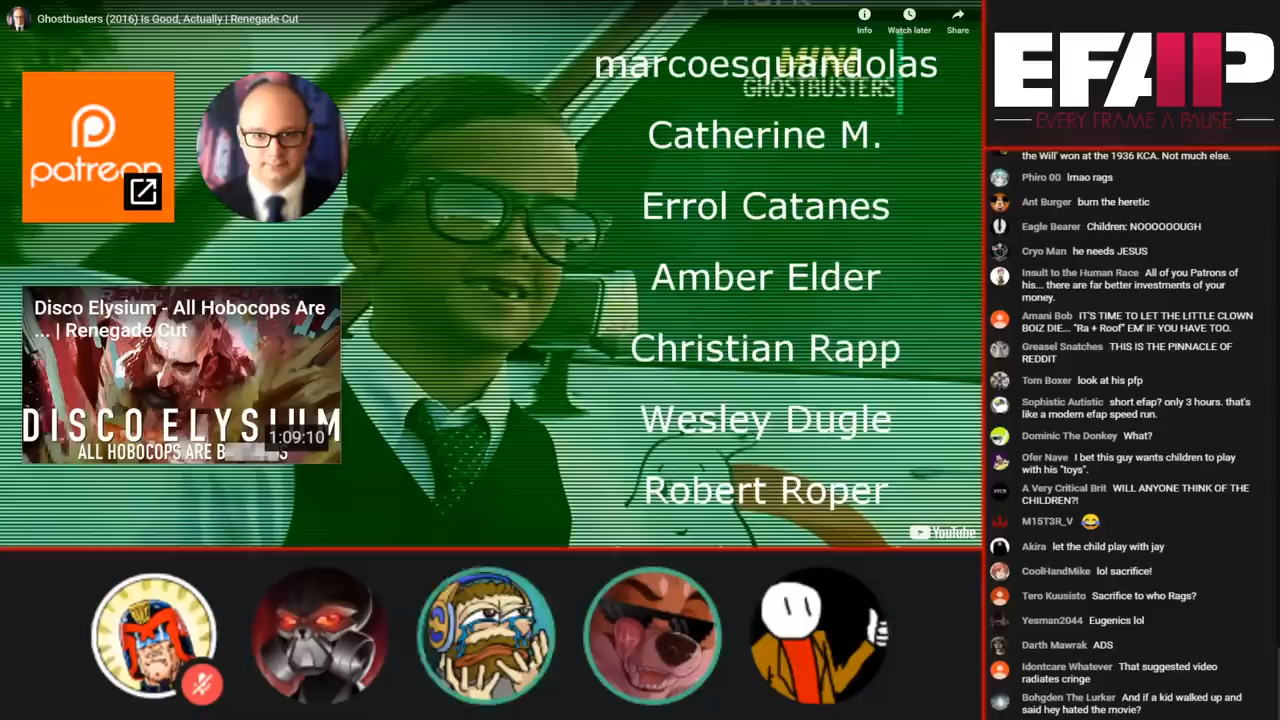 Ghostbusters (2016) Is Good, Actually | Renegade Cut
Info
Watch later
Share
patreon
MINI
GHOSTBUSTERS
marcoesquandolas
Catherine M.
Errol Catanes
Amber Elder
Christian Rapp
Wesley Dugle
Robert Roper
Disco Elysium - All Hobocops Are
... | Renegade Cut
DISCO ELYSIUM
ALL HOBOCOPS ARE B S
1:09:10
YouTube
EFAP
EVERY FRAME A PAUSE
the Will' won at the 1936 KCA. Not much else.
Phiro 00 lmao rags
Ant Burger burn the heretic
Eagle Bearer Children: NOOOOOOUGH
Cryo Man he needs JESUS
Insult to the Human Race All of you Patrons of
his... there are far better investments of your
money.
Amani Bob IT'S TIME TO LET THE LITTLE CLOWN
BOIZ DIE... "Ra + Roof" EM' IF YOU HAVE TOO.
Greasel Snatches THIS IS THE PINNACLE OF
REDDIT
Tom Boxer look at his pfp
Sophistic Autistic short efap? only 3 hours. that's
like a modern efap speed run.
Dominic The Donkey What?
Ofer Nave I bet this guy wants children to play
with his "toys".
A Very Critical Brit WILL ANYONE THINK OF THE
CHILDREN?!
M15T3R_V 😂
Akira let the child play with jay
CoolHandMike lol sacrifice!
Tero Kuusisto Sacrifice to who Rags?
Yesman2044 Eugenics lol
Darth Mawrak ADS
Idontcare Whatever That suggested video
radiates cringe
Bohgden The Lurker And if a kid walked up and
said hey hated the movie?